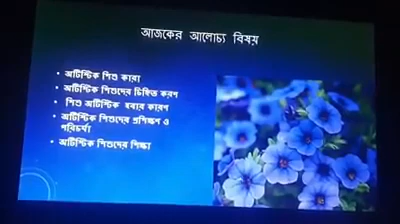 আজকের আলোচ্য বিষয়
অটিস্টিক শিশু কারা
অটিস্টিক শিশুদের চিহ্নিত করণ
শিশু অটিস্টিক হবার কারণ
অটিস্টিক শিশুদের প্রশিক্ষণ ও
পরিচর্যা
অটিস্টিক শিশুদের শিক্ষা